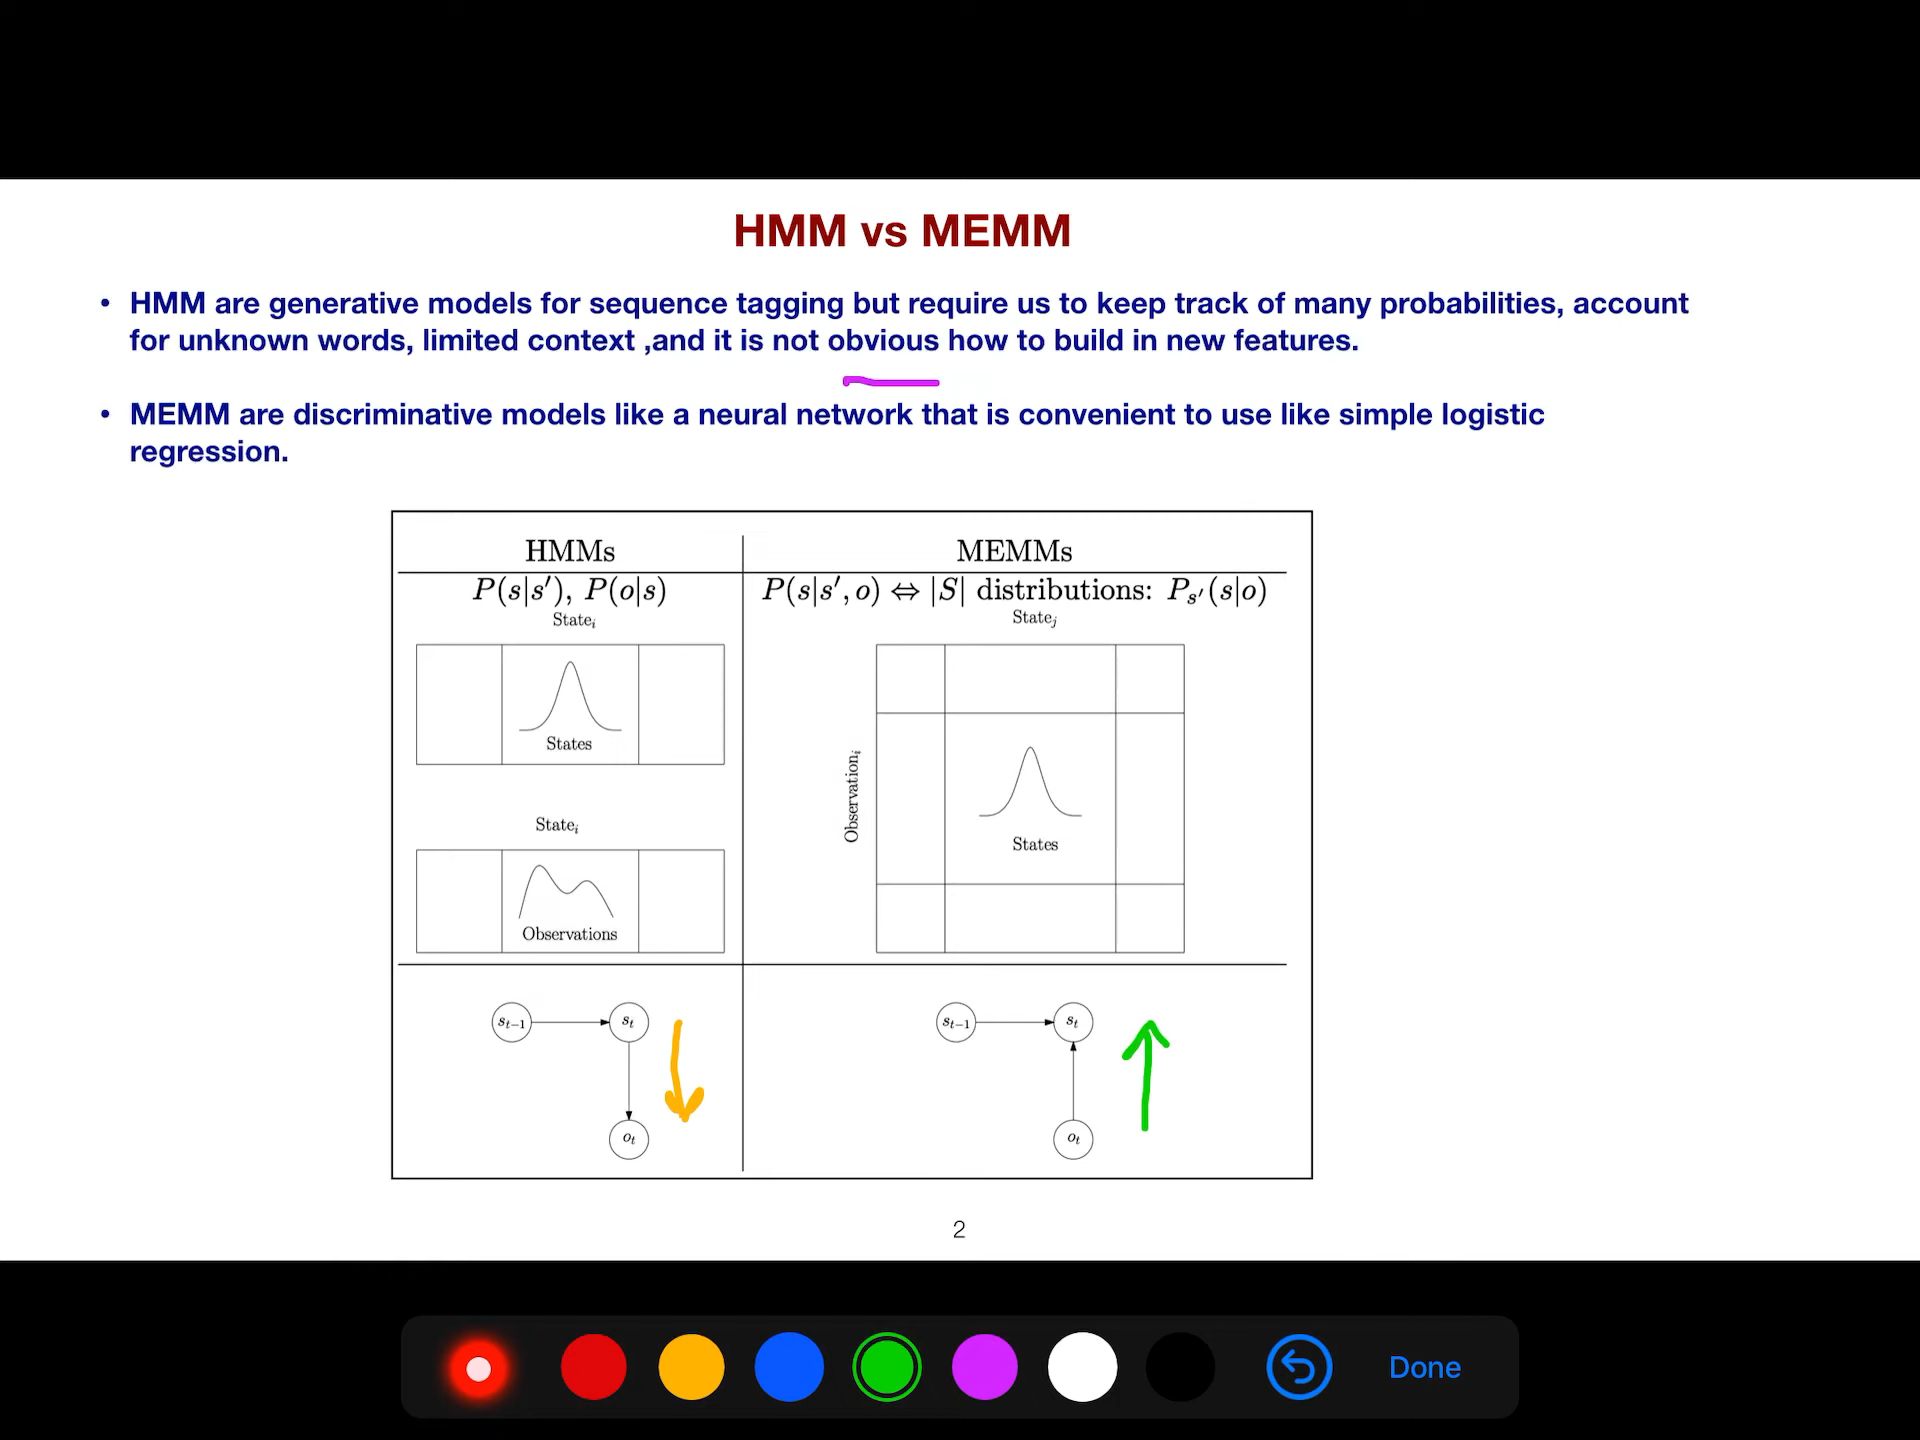 HMM vs MEMM
• HMM are generative models for sequence tagging but require us to keep track of many probabilities, account
for unknown words, limited context ,and it is not obvious how to build in new features.
• MEMM are discriminative models like a neural network that is convenient to use like simple logistic
regression.
HMMs
P(s|s′), P(o|s)
State_i
States
State_i
Observations
s_{t−1}
s_t
o_t
MEMMs
P(s|s′, o) ⇔ |S| distributions: P_{s′}(s|o)
State_j
Observation_i
States
s_{t−1}
s_t
o_t
2
Done